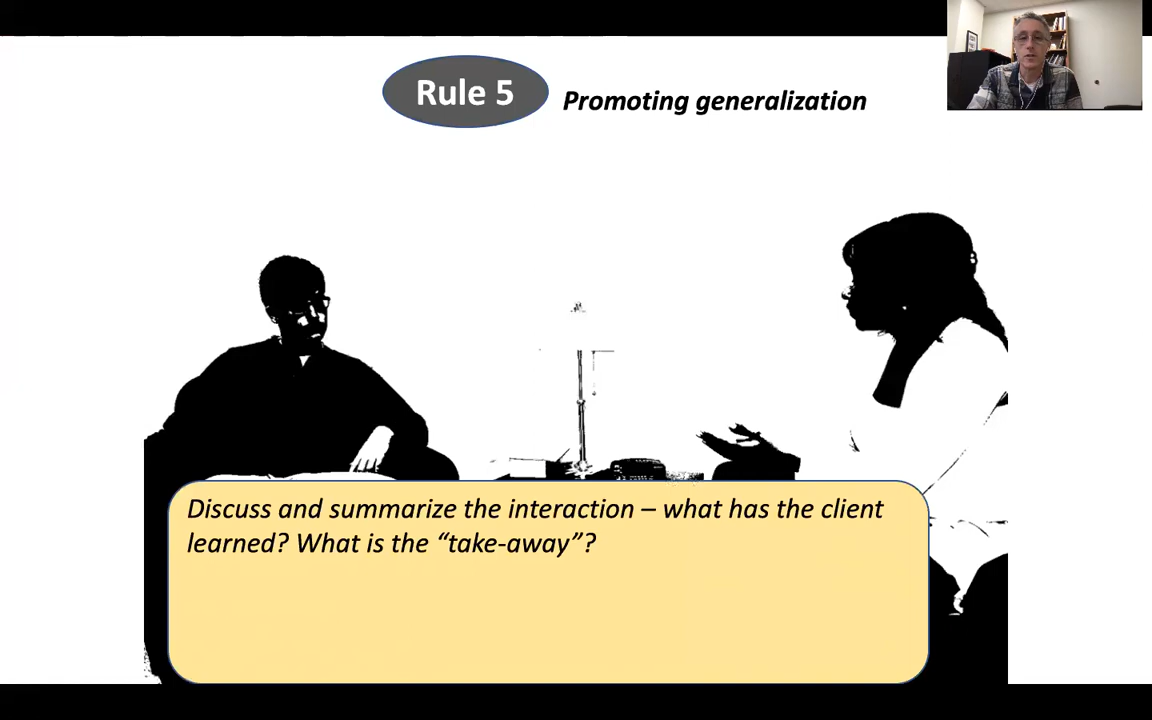 Rule 5
Promoting generalization
Discuss and summarize the interaction – what has the client
learned? What is the “take-away”?